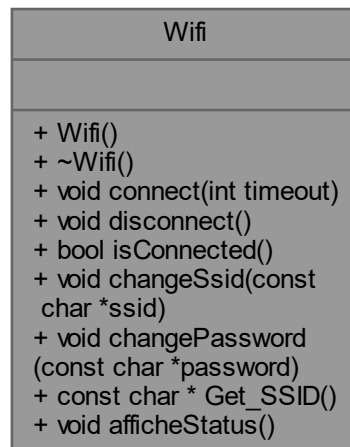 Wifi
+ Wifi()
+ ~Wifi()
+ void connect(int timeout)
+ void disconnect()
+ bool isConnected()
+ void changeSsid(const
char *ssid)
+ void changePassword
(const char *password)
+ const char * Get_SSID()
+ void afficheStatus()